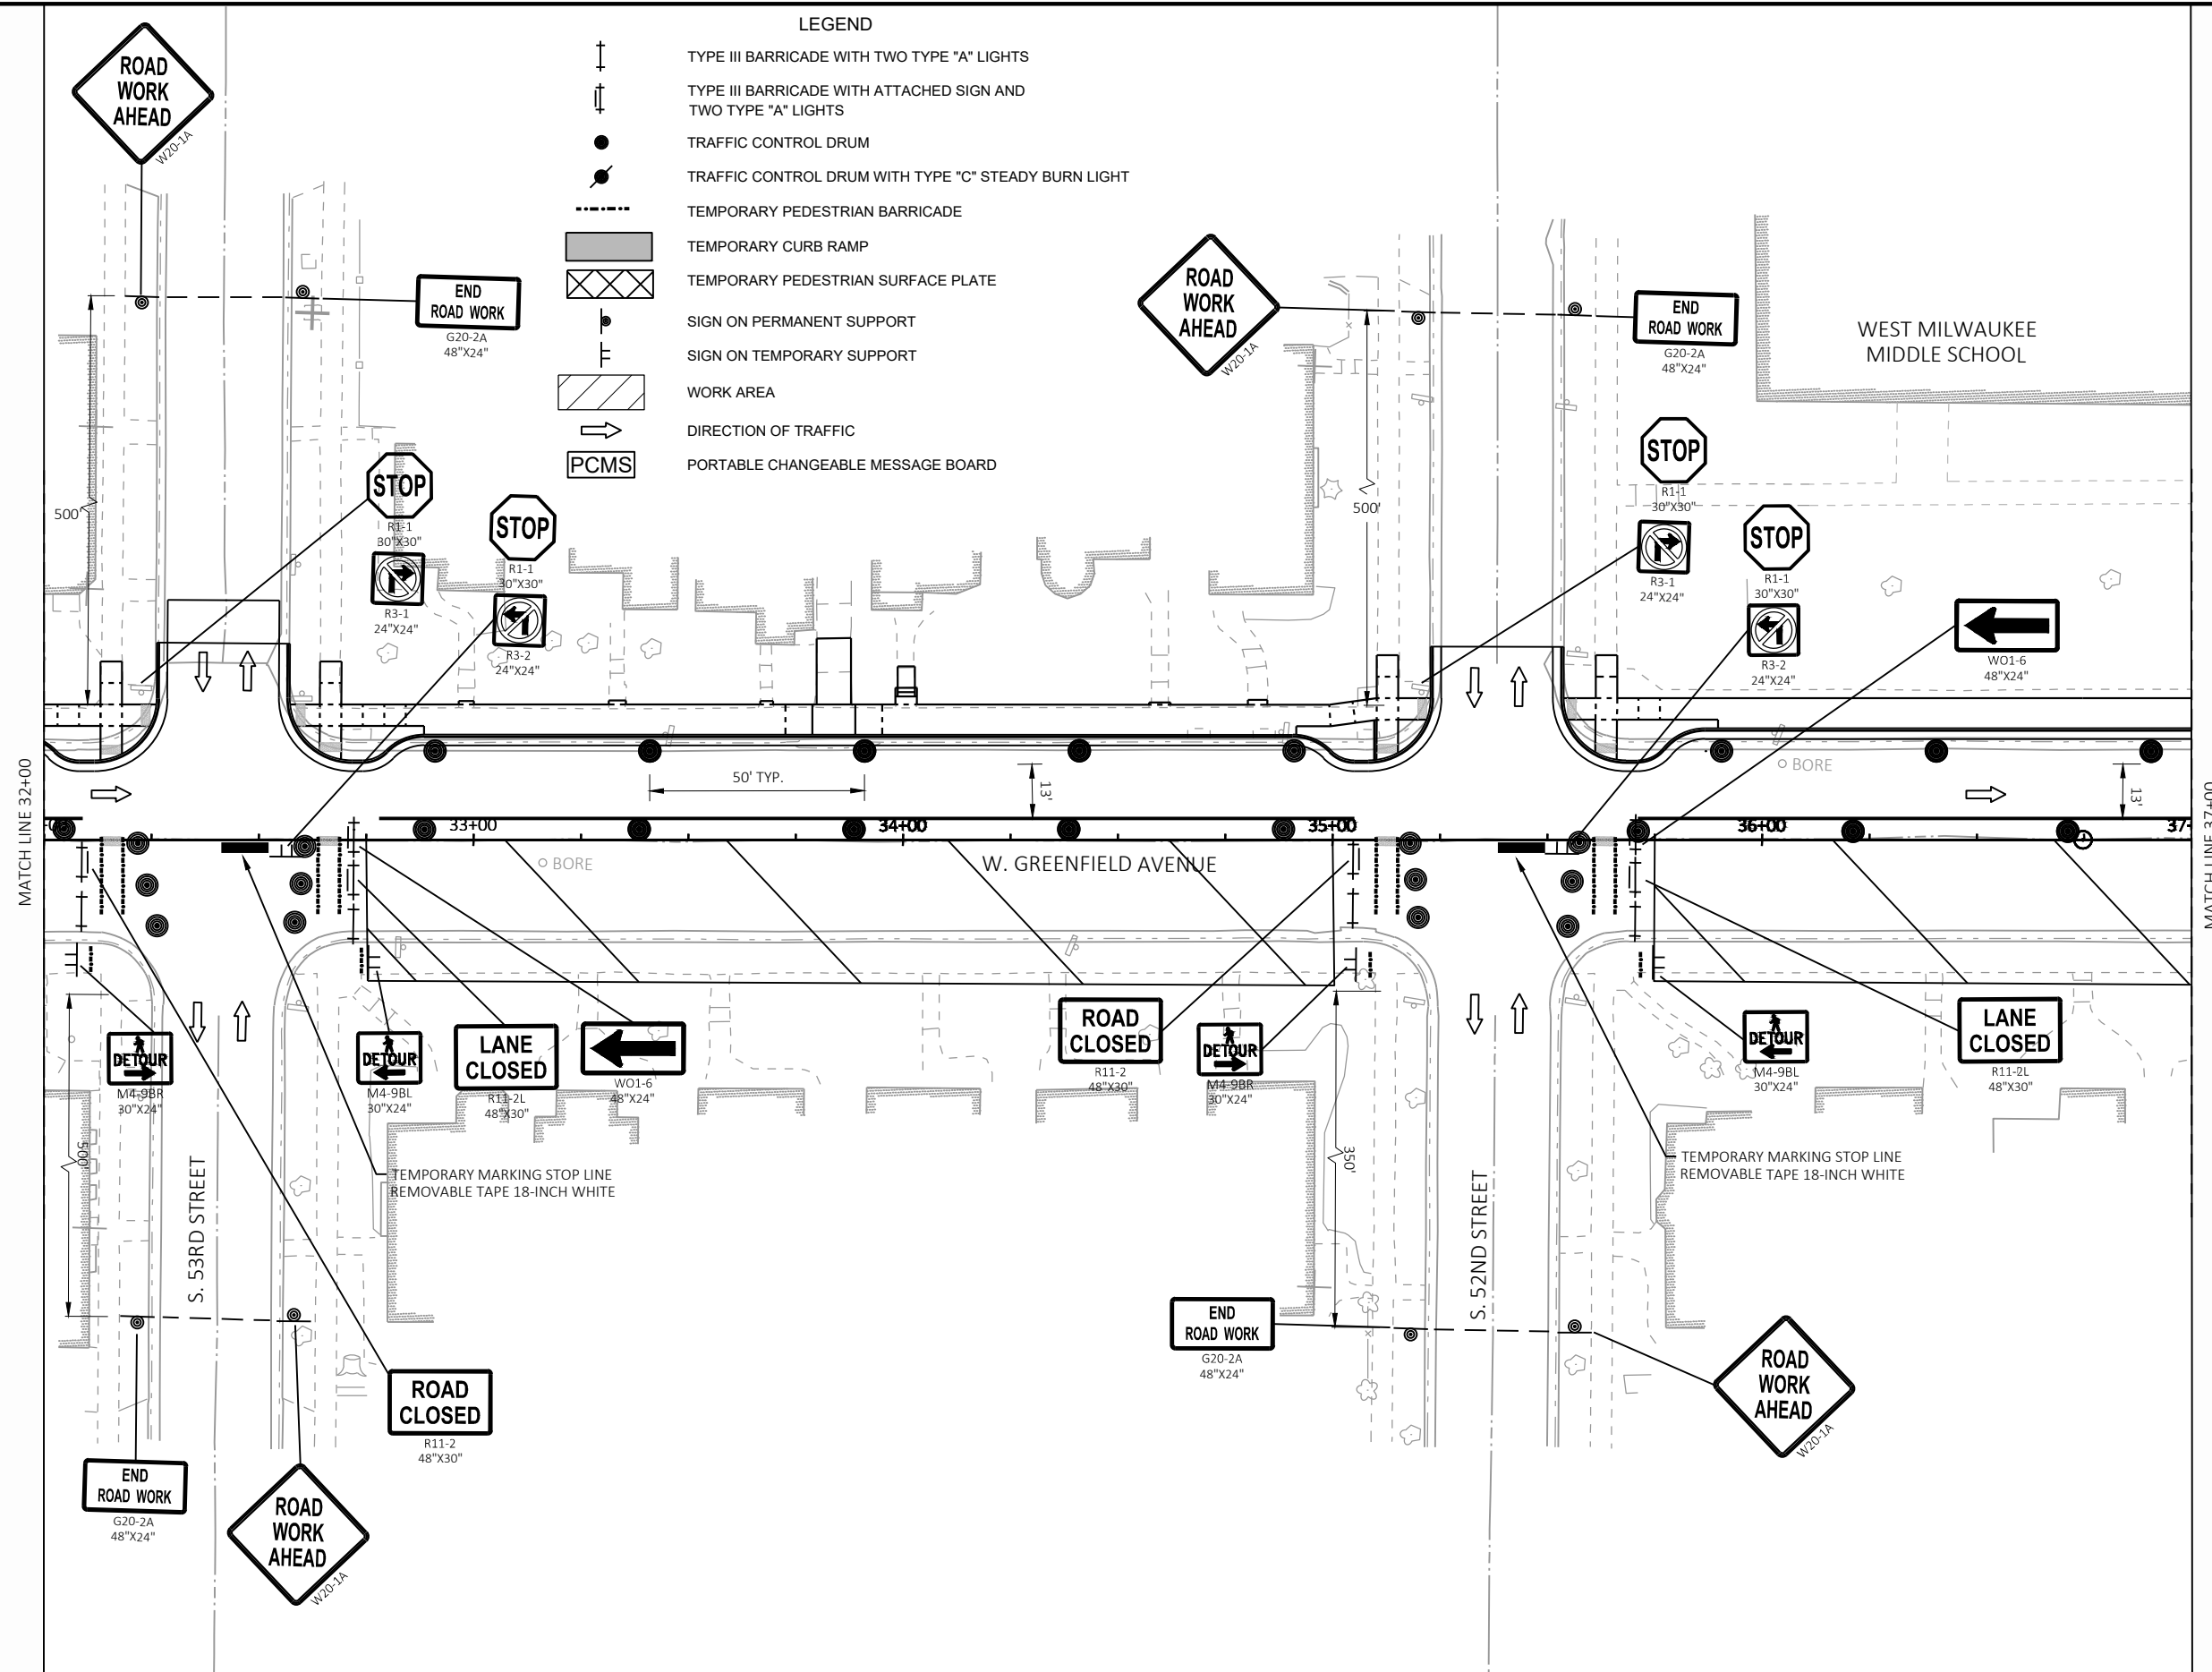 LEGEND
TYPE III BARRICADE WITH TWO TYPE "A" LIGHTS
TYPE III BARRICADE WITH ATTACHED SIGN AND
TWO TYPE "A" LIGHTS
TRAFFIC CONTROL DRUM
TRAFFIC CONTROL DRUM WITH TYPE "C" STEADY BURN LIGHT
TEMPORARY PEDESTRIAN BARRICADE
TEMPORARY CURB RAMP
TEMPORARY PEDESTRIAN SURFACE PLATE
SIGN ON PERMANENT SUPPORT
SIGN ON TEMPORARY SUPPORT
WORK AREA
DIRECTION OF TRAFFIC
PCMS
PORTABLE CHANGEABLE MESSAGE BOARD
ROAD
WORK
AHEAD
W20-1A
END
ROAD WORK
G20-2A
48"X24"
ROAD
WORK
AHEAD
W20-1A
END
ROAD WORK
G20-2A
48"X24"
WEST MILWAUKEE
MIDDLE SCHOOL
500'
STOP
R1-1
30"X30"
R3-1
24"X24"
STOP
R1-1
30"X30"
R3-2
24"X24"
500'
STOP
R1-1
30"X30"
R3-1
24"X24"
STOP
R1-1
30"X30"
R3-2
24"X24"
WO1-6
48"X24"
MATCH LINE 32+00
50' TYP.
13'
BORE
13'
MATCH LINE 37+00
33+00
34+00
35+00
36+00
37-
BORE
W. GREENFIELD AVENUE
DETOUR
M4-9BR
30"X24"
DETOUR
M4-9BL
30"X24"
LANE
CLOSED
R11-2L
48"X30"
WO1-6
48"X24"
ROAD
CLOSED
R11-2
48"X30"
DETOUR
M4-9BR
30"X24"
DETOUR
M4-9BL
30"X24"
LANE
CLOSED
R11-2L
48"X30"
500'
S. 53RD STREET
TEMPORARY MARKING STOP LINE
REMOVABLE TAPE 18-INCH WHITE
350'
S. 52ND STREET
TEMPORARY MARKING STOP LINE
REMOVABLE TAPE 18-INCH WHITE
END
ROAD WORK
G20-2A
48"X24"
ROAD
WORK
AHEAD
W20-1A
ROAD
CLOSED
R11-2
48"X30"
END
ROAD WORK
G20-2A
48"X24"
ROAD
WORK
AHEAD
W20-1A